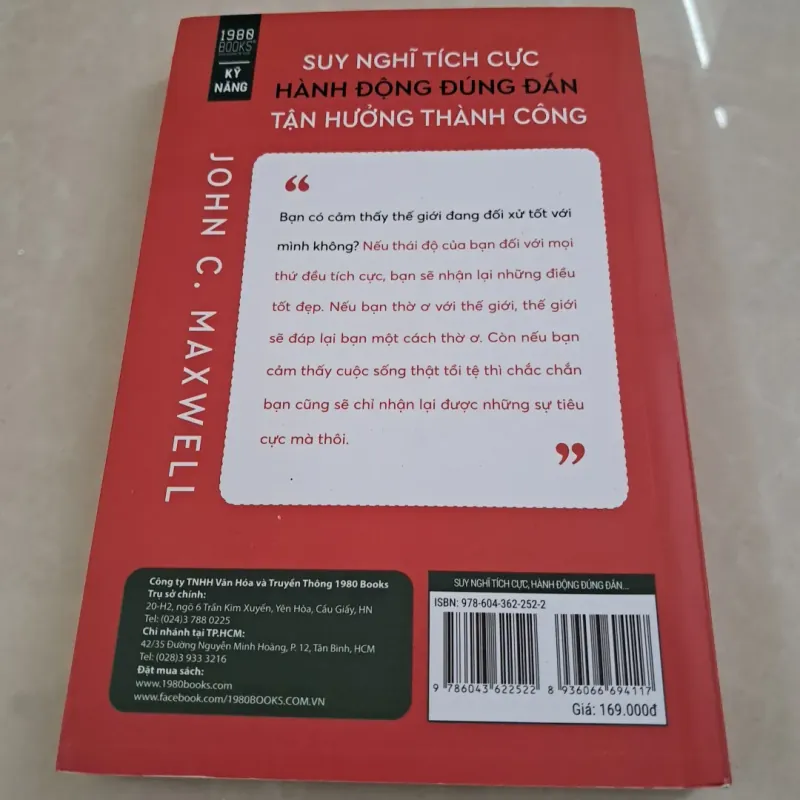 1980
BOOKS
KỸ
NĂNG
SUY NGHĨ TÍCH CỰC
HÀNH ĐỘNG ĐÚNG ĐẮN
TẬN HƯỞNG THÀNH CÔNG
JOHN C. MAXWELL
“
Bạn có cảm thấy thế giới đang đối xử tốt với
mình không? Nếu thái độ của bạn đối với mọi
thứ đều tích cực, bạn sẽ nhận lại những điều
tốt đẹp. Nếu bạn thờ ơ với thế giới, thế giới
sẽ đáp lại bạn một cách thờ ơ. Còn nếu bạn
cảm thấy cuộc sống thật tồi tệ thì chắc chắn
bạn cũng sẽ chỉ nhận lại được những sự tiêu
cực mà thôi.
”
Công ty TNHH Văn Hóa và Truyền Thông 1980 Books
Trụ sở chính:
20-H2, ngõ 6 Trần Kim Xuyến, Yên Hòa, Cầu Giấy, HN
Tel: (024)3 788 0225
Chi nhánh tại TP.HCM:
42/35 Đường Nguyễn Minh Hoàng, P. 12, Tân Bình, HCM
Tel: (028)3 933 3216
Đặt mua sách:
www.1980books.com
www.facebook.com/1980BOOKS.COM.VN
SUY NGHĨ TÍCH CỰC, HÀNH ĐỘNG ĐÚNG ĐẮN...
ISBN: 978-604-362-252-2
9 786043 622522
8 936066 694117
Giá: 169.000đ